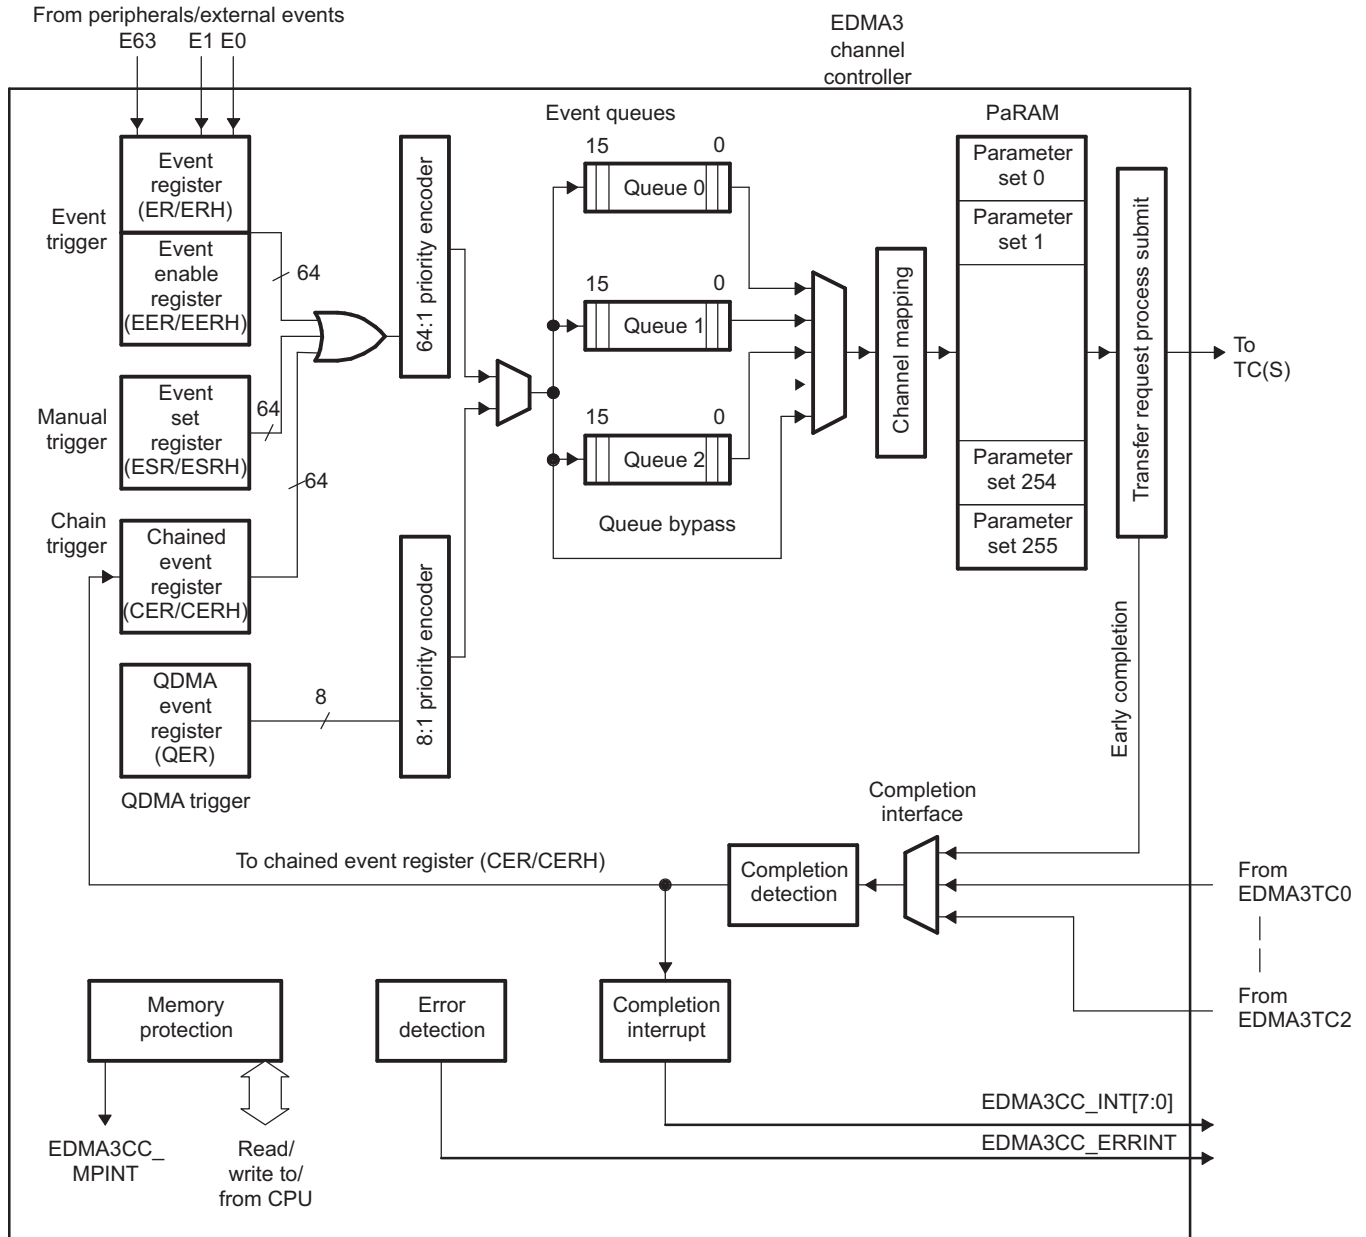 From peripherals/external events
E63 E1 E0
EDMA3
channel
controller
Event
register
(ER/ERH)
Event
trigger
Event
enable
register
(EER/EERH)
64
Manual
trigger
Event
set
register
(ESR/ESRH)
64
64
Chain
trigger
Chained
event
register
(CER/CERH)
QDMA
event
register
(QER)
8
QDMA trigger
64:1 priority encoder
8:1 priority encoder
Event queues
15 0
Queue 0
15 0
Queue 1
15 0
Queue 2
Queue bypass
Channel mapping
PaRAM
Parameter
set 0
Parameter
set 1
Parameter
set 254
Parameter
set 255
Transfer request process submit
To
TC(S)
Early completion
Completion
interface
To chained event register (CER/CERH)
Completion
detection
From
EDMA3TC0
From
EDMA3TC2
Memory
protection
Error
detection
Completion
interrupt
EDMA3CC_
MPINT
Read/
write to/
from CPU
EDMA3CC_INT[7:0]
EDMA3CC_ERRINT